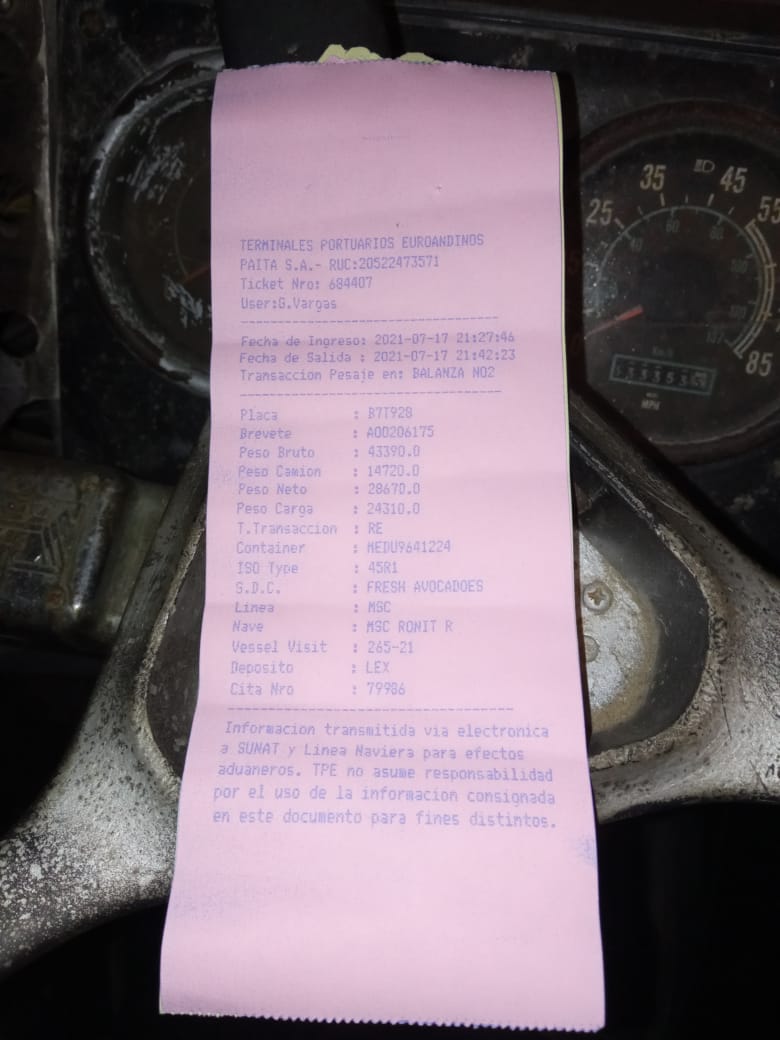 TERMINALES PORTUARIOS EUROANDINOS
PAITA S.A.- RUC:20522473571
Ticket Nro: 684407
User:G.Vargas
Fecha de Ingreso: 2021-07-17 21:27:46
Fecha de Salida : 2021-07-17 21:42:23
Transaccion Pesaje en: BALANZA NO2
Placa : B7T928
Brevete : A00206175
Peso Bruto : 43390.0
Peso Camion : 14720.0
Peso Neto : 28670.0
Peso Carga : 24310.0
T.Transaccion : RE
Container : MEDU9641224
ISO Type : 45R1
S.D.C. : FRESH AVOCADOES
Linea : MSC
Nave : MSC RONIT R
Vessel Visit : 265-21
Deposito : LEX
Cita Nro : 79986
Informacion transmitida via electronica
a SUNAT y Linea Naviera para efectos
aduaneros. TPE no asume responsabilidad
por el uso de la informacion consignada
en este documento para fines distintos.
25 35 45 55
85
MPH